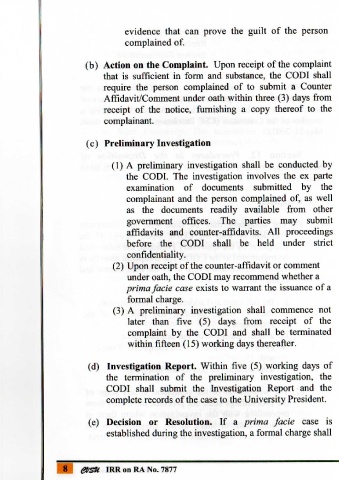 evidence that can prove the guilt of the person
complained of.
(b) Action on the Complaint. Upon receipt of the complaint
that is sufficient in form and substance, the CODI shall
require the person complained of to submit a Counter
Affidavit/Comment under oath within three (3) days from
receipt of the notice, furnishing a copy thereof to the
complainant.
(c) Preliminary Investigation
(1) A preliminary investigation shall be conducted by
the CODI. The investigation involves the ex parte
examination of documents submitted by the
complainant and the person complained of, as well
as the documents readily available from other
government offices. The parties may submit
affidavits and counter-affidavits. All proceedings
before the CODI shall be held under strict
confidentiality.
(2) Upon receipt of the counter-affidavit or comment
under oath, the CODI may recommend whether a
prima facie case exists to warrant the issuance of a
formal charge.
(3) A preliminary investigation shall commence not
later than five (5) days from receipt of the
complaint by the CODI and shall be terminated
within fifteen (15) working days thereafter.
(d) Investigation Report. Within five (5) working days of
the termination of the preliminary investigation, the
CODI shall submit the Investigation Report and the
complete records of the case to the University President.
(e) Decision or Resolution. If a prima facie case is
established during the investigation, a formal charge shall
8 IRR on RA No. 7877